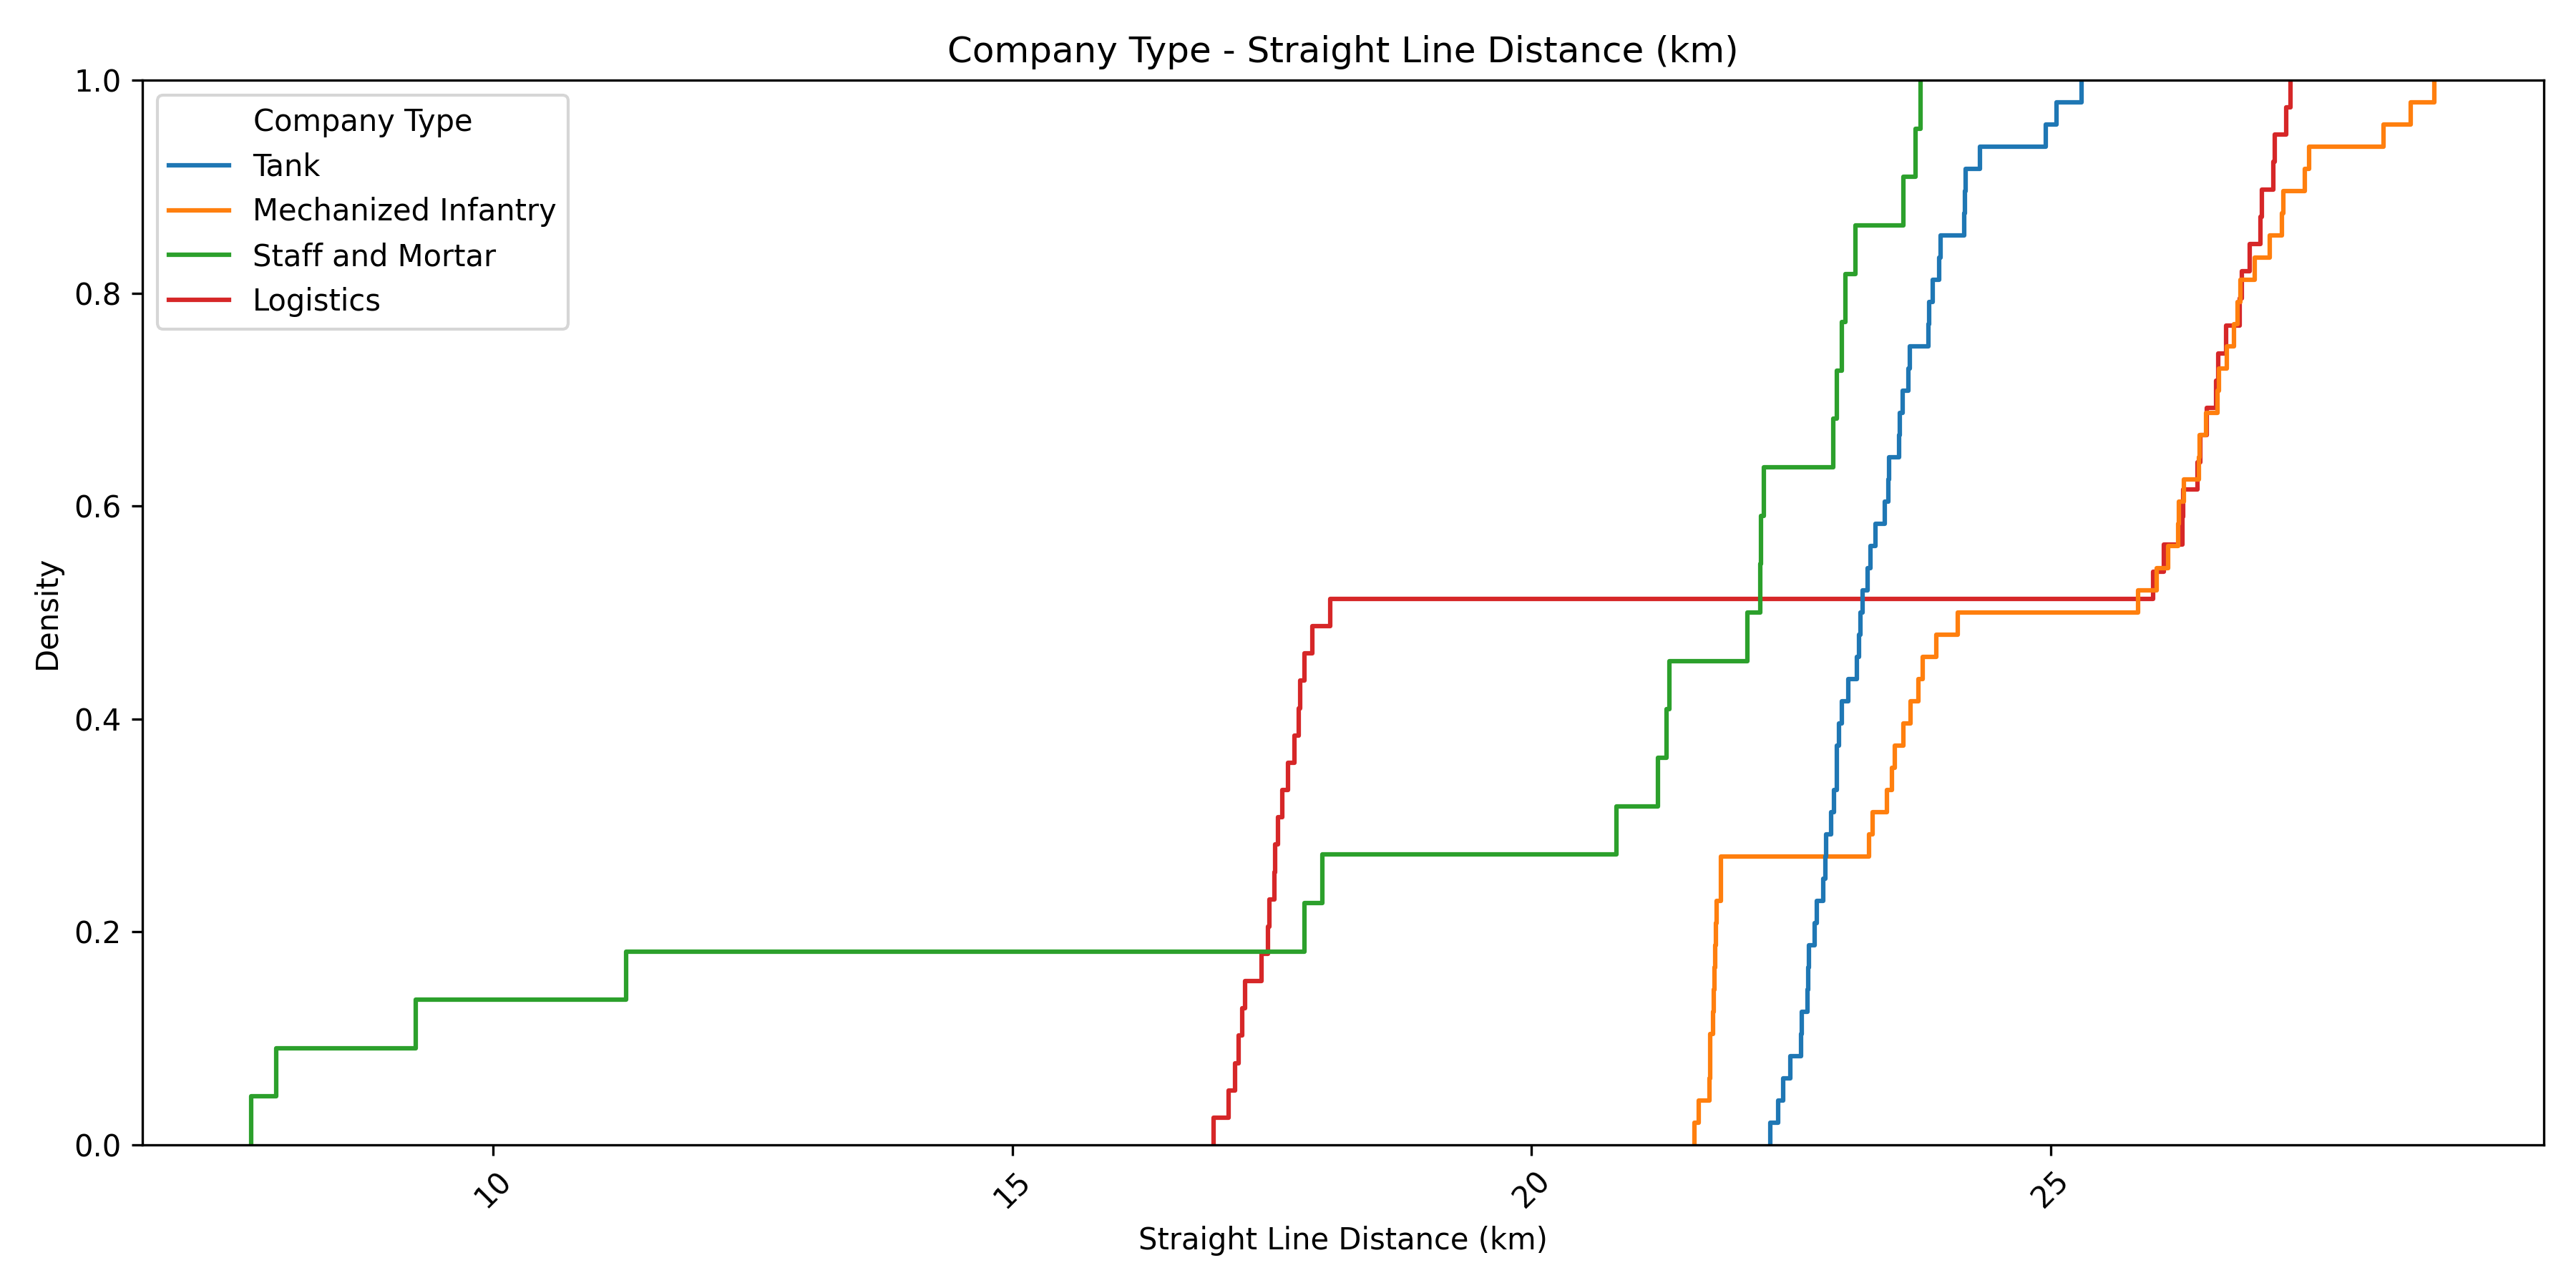 Company Type - Straight Line Distance (km)
Company Type
Tank
Mechanized Infantry
Staff and Mortar
Logistics
1.0
0.8
0.6
0.4
0.2
0.0
Density
10
15
20
25
Straight Line Distance (km)